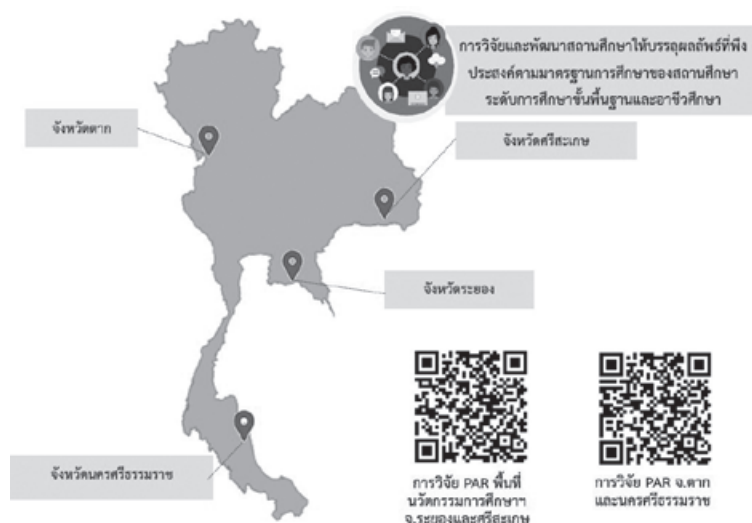 การวิจัยและพัฒนาสถานศึกษาให้บรรลุผลลัพธ์ที่พึง
ประสงค์ตามมาตรฐานการศึกษาของสถานศึกษา
ระดับการศึกษาขั้นพื้นฐานและอาชีวศึกษา
จังหวัดตาก
จังหวัดศรีสะเกษ
จังหวัดระยอง
จังหวัดนครศรีธรรมราช
การวิจัย PAR พื้นที่
นวัตกรรมการศึกษาฯ
จ.ระยองและศรีสะเกษ
การวิจัย PAR จ.ตาก
และนครศรีธรรมราช